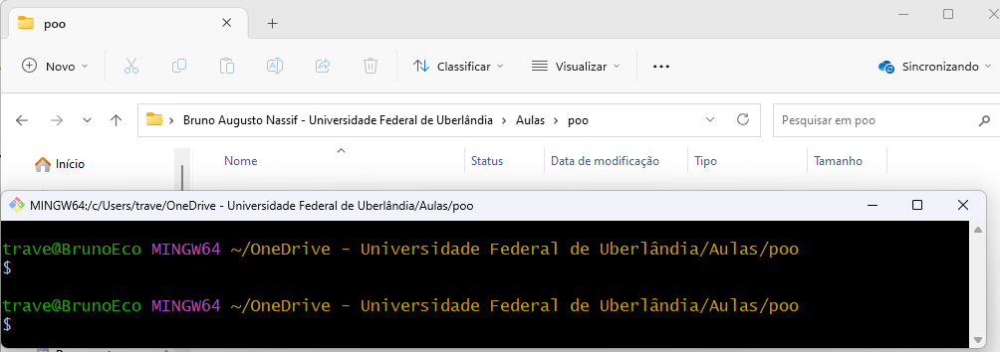 poo
Novo
Classificar
Visualizar
Sincronizando
Bruno Augusto Nassif - Universidade Federal de Uberlândia > Aulas > poo
Pesquisar em poo
Início
Nome
Status
Data de modificação
Tipo
Tamanho
MINGW64:/c/Users/trave/OneDrive - Universidade Federal de Uberlândia/Aulas/poo
trave@BrunoEco MINGW64 ~/OneDrive - Universidade Federal de Uberlândia/Aulas/poo
$
trave@BrunoEco MINGW64 ~/OneDrive - Universidade Federal de Uberlândia/Aulas/poo
$